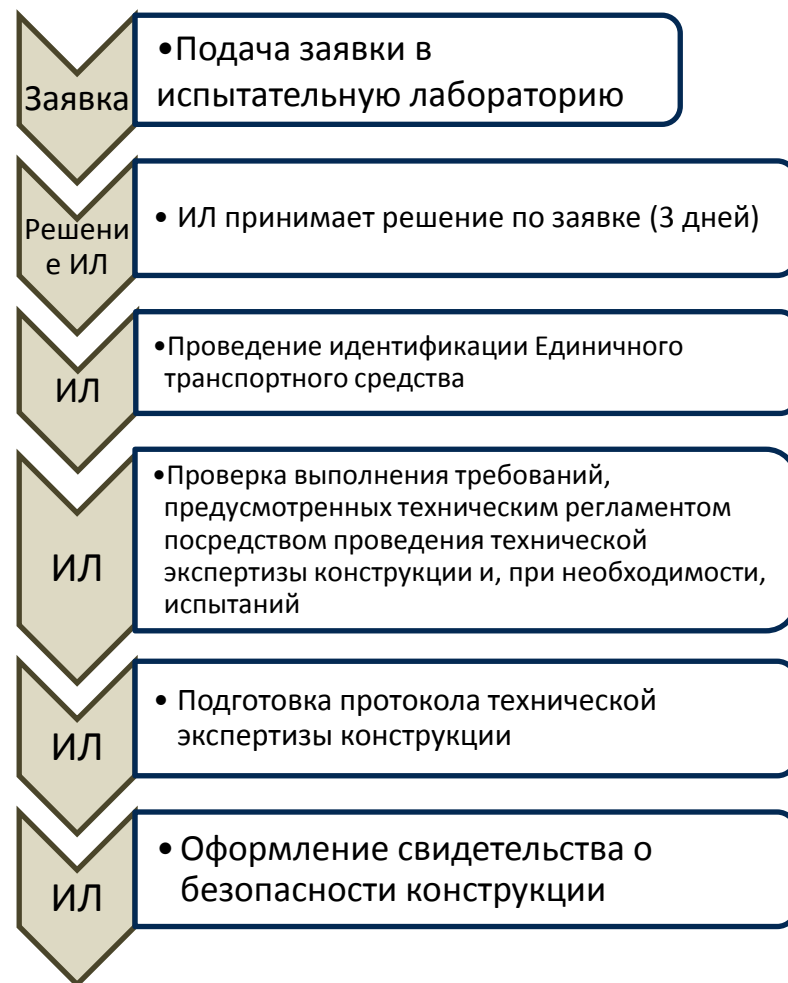 Заявка
•Подача заявки в
испытательную лабораторию
Решени
е ИЛ
• ИЛ принимает решение по заявке (3 дней)
ИЛ
•Проведение идентификации Единичного
транспортного средства
ИЛ
•Проверка выполнения требований,
предусмотренных техническим регламентом
посредством проведения технической
экспертизы конструкции и, при необходимости,
испытаний
ИЛ
• Подготовка протокола технической
экспертизы конструкции
ИЛ
• Оформление свидетельства о
безопасности конструкции